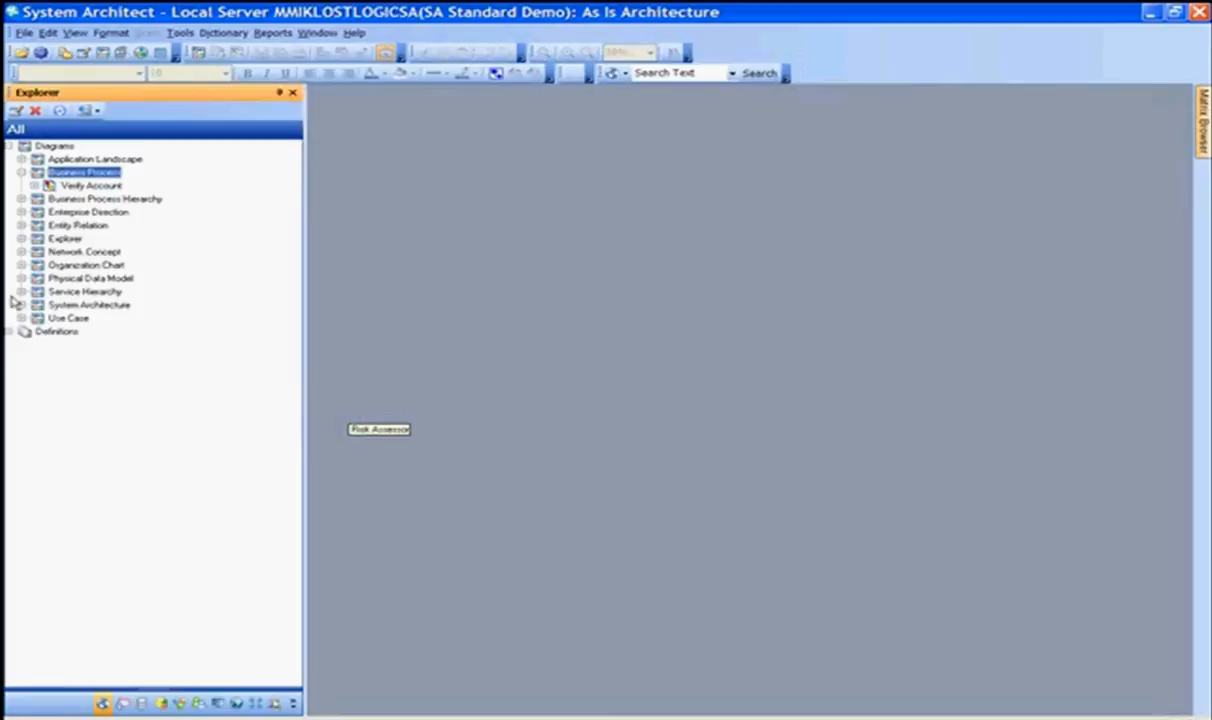 System Architect - Local Server MMIKLOSTLOGICSA(SA Standard Demo): As Is Architecture
File Edit View Format Tools Dictionary Reports Window Help
10
Search Text Search
Explorer
All
Diagrams
Application Landscape
Business Process
Verify Account
Business Process Hierarchy
Enterprise Direction
Entity Relation
Explorer
Network Concept
Organization Chart
Physical Data Model
Service Hierarchy
System Architecture
Use Case
Definitions
Risk Assessor
Matrix Browser